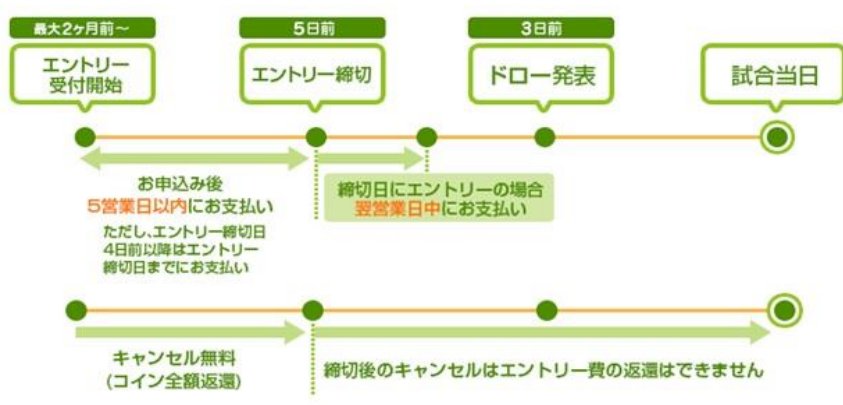 最大2ヶ月前～
5日前
3日前
エントリー
受付開始
エントリー締切
ドロー発表
試合当日
お申込み後
5営業日以内にお支払い
ただし、エントリー締切日
4日前以降はエントリー
締切日までにお支払い
締切日にエントリーの場合
翌営業日中にお支払い
キャンセル無料
(コイン全額返還)
締切後のキャンセルはエントリー費の返還はできません